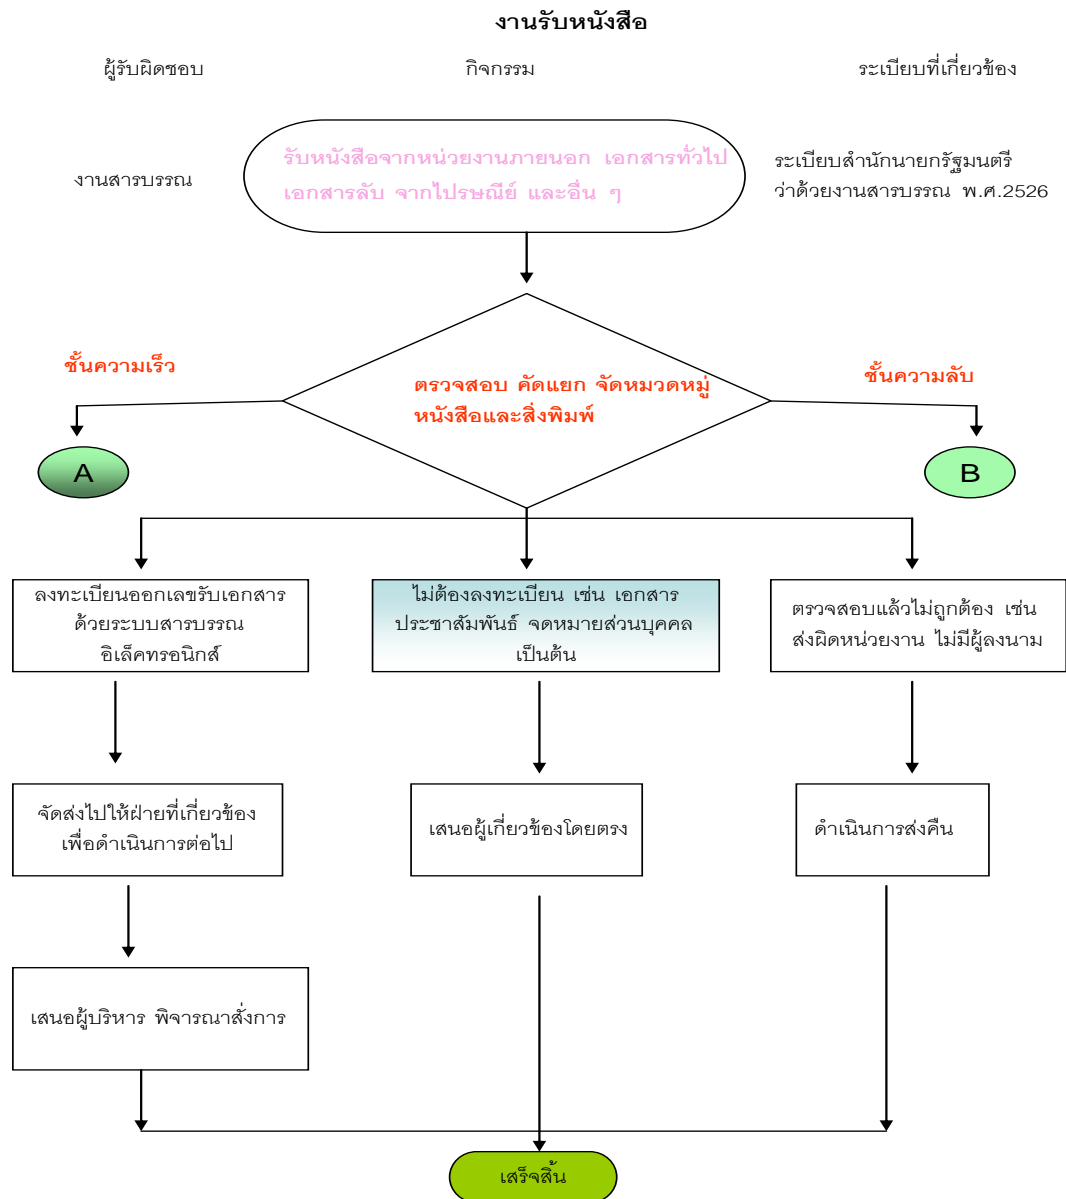 งานรับหนังสือ
ผู้รับผิดชอบ
กิจกรรม
ระเบียบที่เกี่ยวข้อง
งานสารบรรณ
รับหนังสือจากหน่วยงานภายนอก เอกสารทั่วไป
เอกสารลับ จากไปรษณีย์ และอื่น ๆ
ระเบียบสำนักนายกรัฐมนตรี
ว่าด้วยงานสารบรรณ พ.ศ.2526
ชั้นความเร็ว
ตรวจสอบ คัดแยก จัดหมวดหมู่
หนังสือและสิ่งพิมพ์
ชั้นความลับ
A
B
ลงทะเบียนออกเลขรับเอกสาร
ด้วยระบบสารบรรณ
อิเล็คทรอนิกส์
ไม่ต้องลงทะเบียน เช่น เอกสาร
ประชาสัมพันธ์ จดหมายส่วนบุคคล
เป็นต้น
ตรวจสอบแล้วไม่ถูกต้อง เช่น
ส่งผิดหน่วยงาน ไม่มีผู้ลงนาม
จัดส่งไปให้ฝ่ายที่เกี่ยวข้อง
เพื่อดำเนินการต่อไป
เสนอผู้เกี่ยวข้องโดยตรง
ดำเนินการส่งคืน
เสนอผู้บริหาร พิจารณาสั่งการ
เสร็จสิ้น